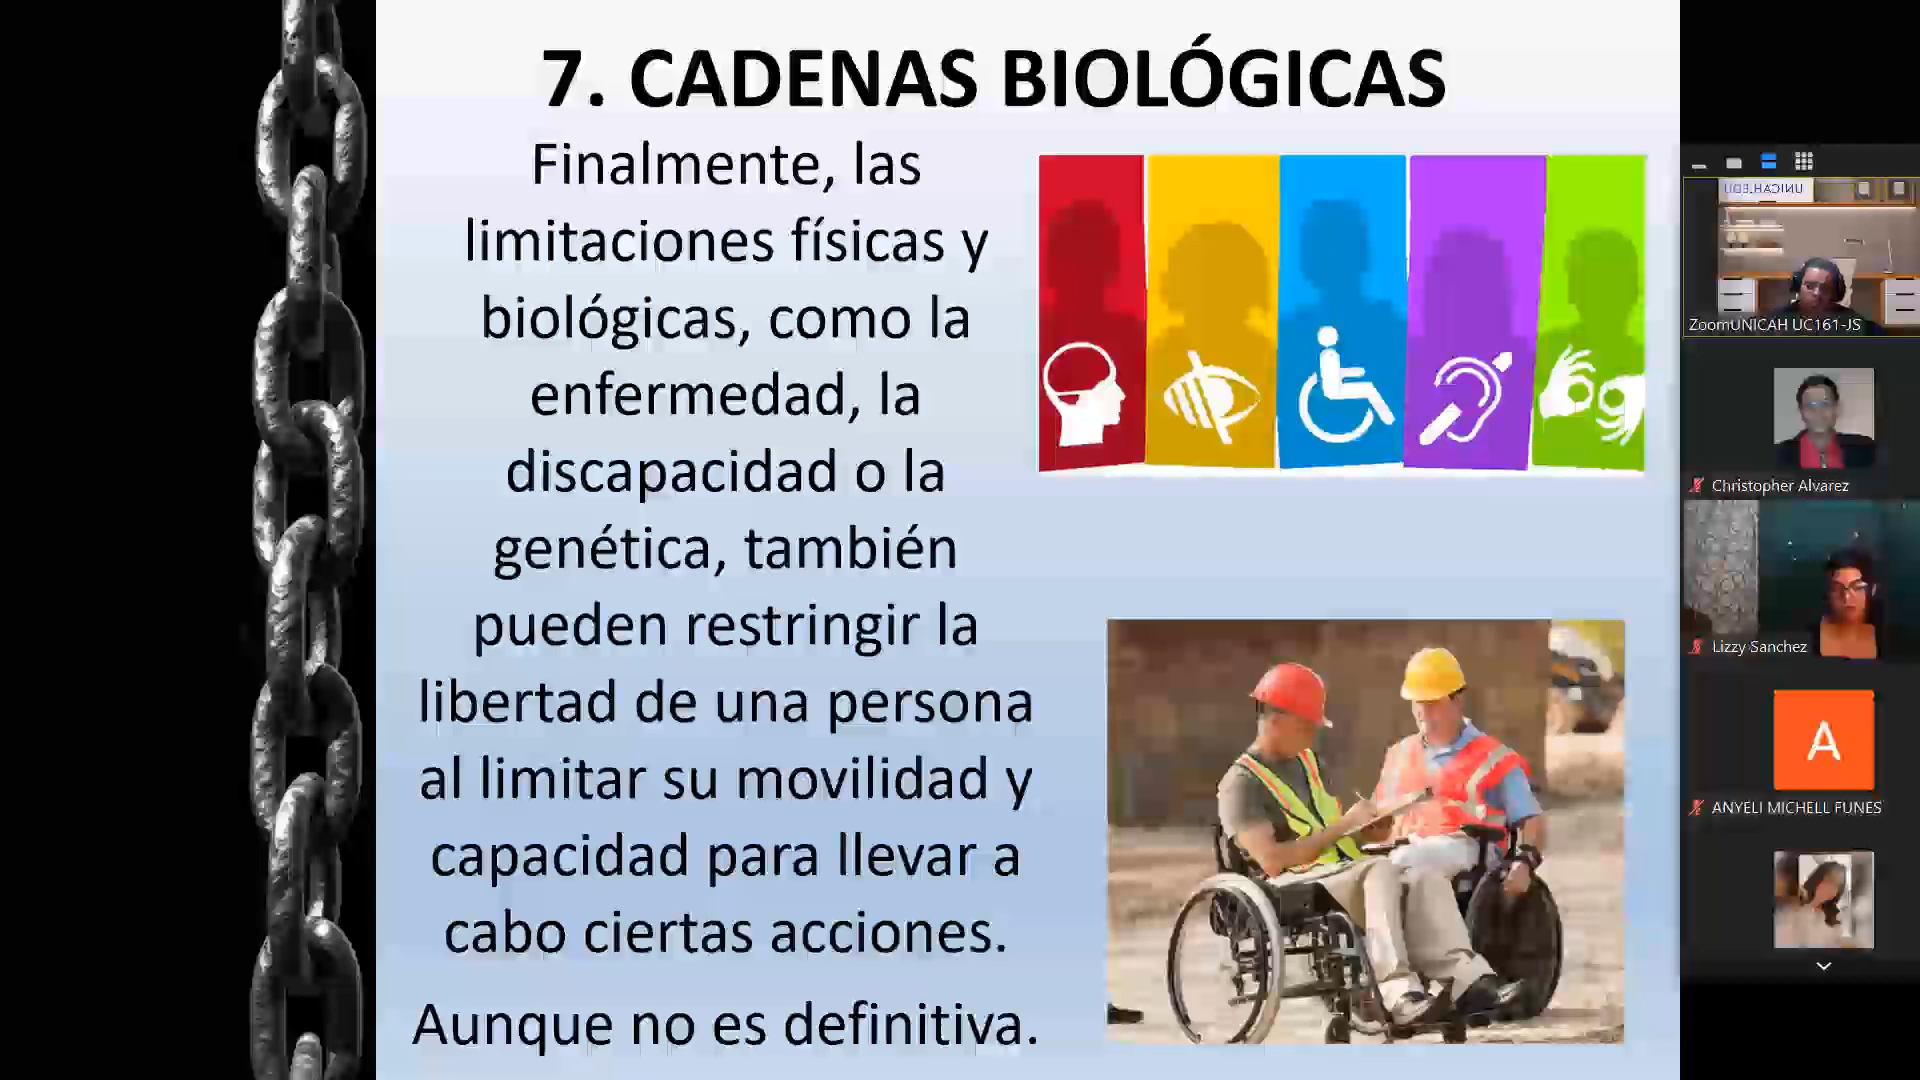 7. CADENAS BIOLÓGICAS
Finalmente, las
limitaciones físicas y
biológicas, como la
enfermedad, la
discapacidad o la
genética, también
pueden restringir la
libertad de una persona
al limitar su movilidad y
capacidad para llevar a
cabo ciertas acciones.
Aunque no es definitiva.
UNICAH.EDU
ZoomUNICAH UC161-JS
Christopher Alvarez
Lizzy Sanchez
A
ANYELI MICHELL FUNES